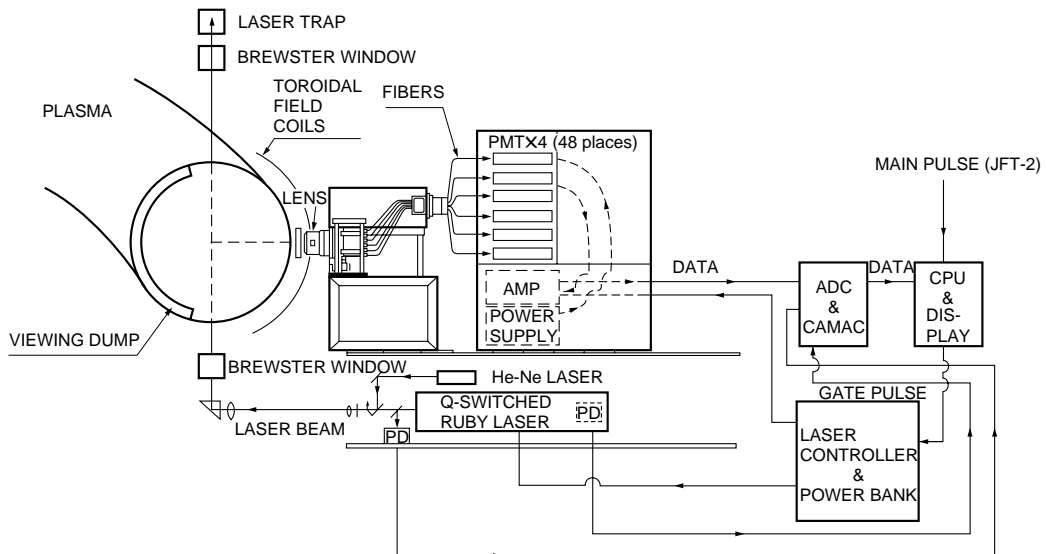 LASER TRAP
BREWSTER WINDOW
PLASMA
TOROIDAL
FIELD
COILS
FIBERS
PMTX4 (48 places)
MAIN PULSE (JFT-2)
LENS
DATA
DATA
AMP
POWER
SUPPLY
ADC
&
CAMAC
CPU
&
DIS-
PLAY
VIEWING DUMP
BREWSTER WINDOW
He-Ne LASER
GATE PULSE
Q-SWITCHED
RUBY LASER
PD
LASER BEAM
PD
LASER
CONTROLLER
&
POWER BANK